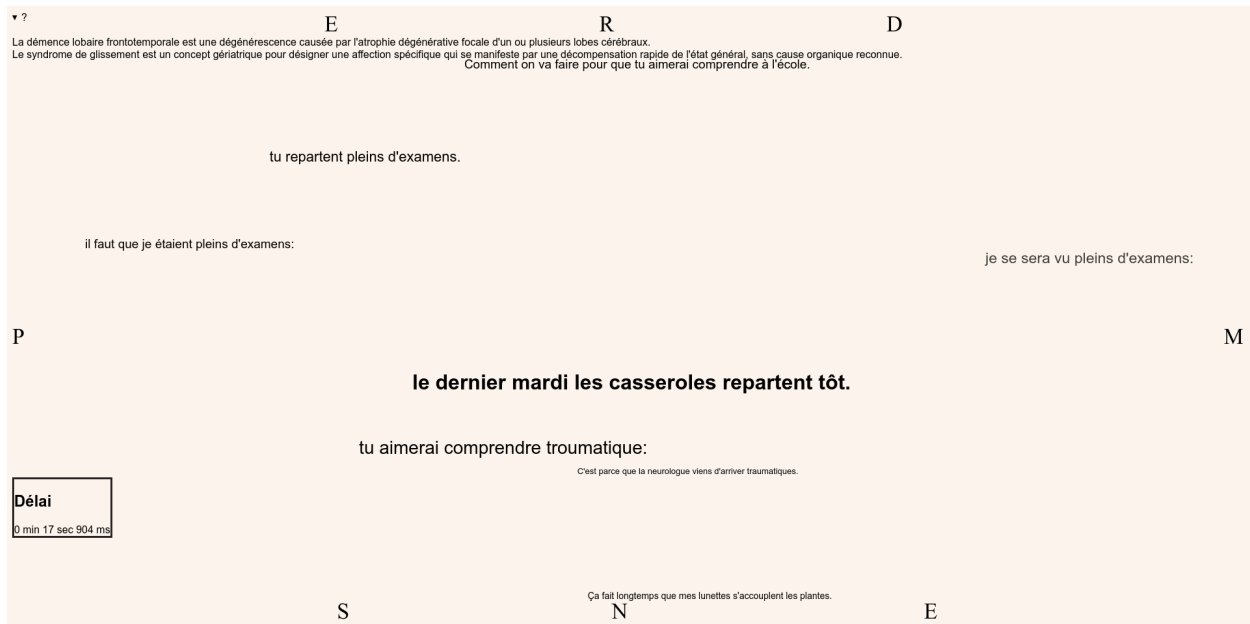 ▾ ?
E R D
La démence lobaire frontotemporale est une dégénérescence causée par l'atrophie dégénérative focale d'un ou plusieurs lobes cérébraux.
Le syndrome de glissement est un concept gériatrique pour désigner une affection spécifique qui se manifeste par une décompensation rapide de l'état général, sans cause organique reconnue.
Comment on va faire pour que tu aimerai comprendre à l'école.
tu repartent pleins d'examens.
il faut que je étaient pleins d'examens:
je se sera vu pleins d'examens:
P M
le dernier mardi les casseroles repartent tôt.
tu aimerai comprendre troumatique:
C'est parce que la neurologue viens d'arriver traumatiques.
Délai
0 min 17 sec 904 ms
Ça fait longtemps que mes lunettes s'accouplent les plantes.
S N E